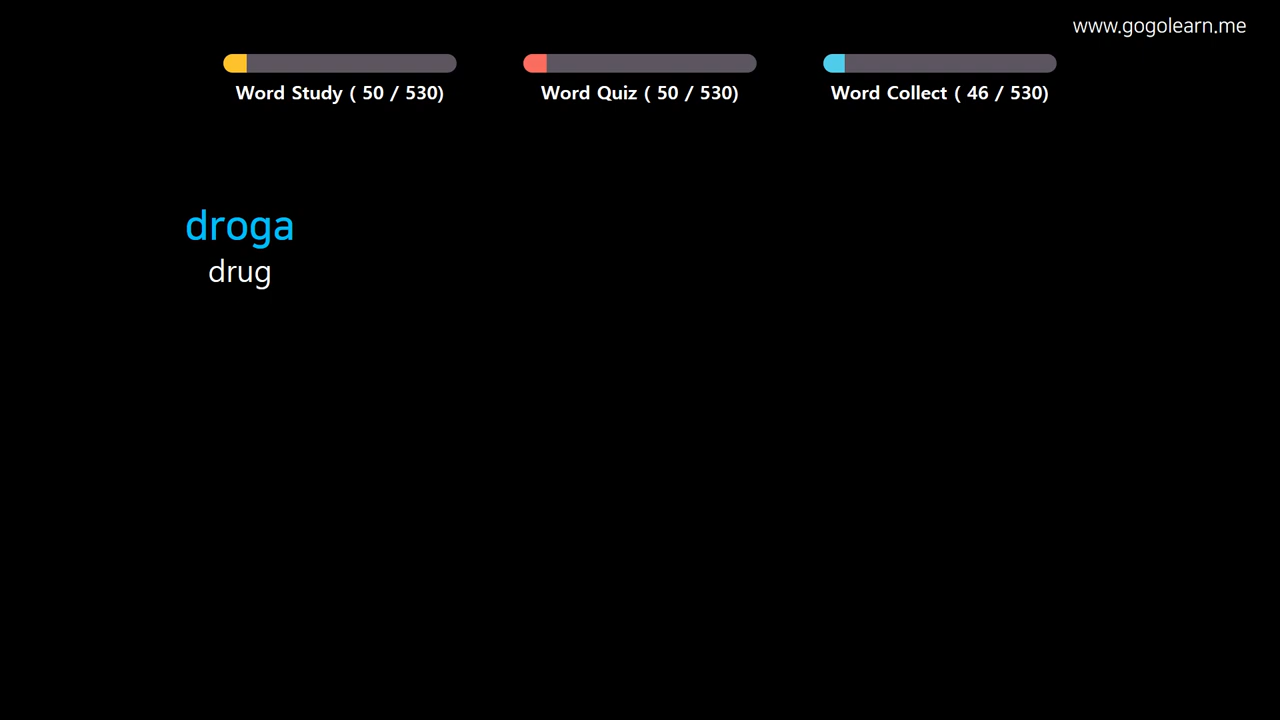 www.gogolearn.me
Word Study ( 50 / 530)
Word Quiz ( 50 / 530)
Word Collect ( 46 / 530)
droga
drug